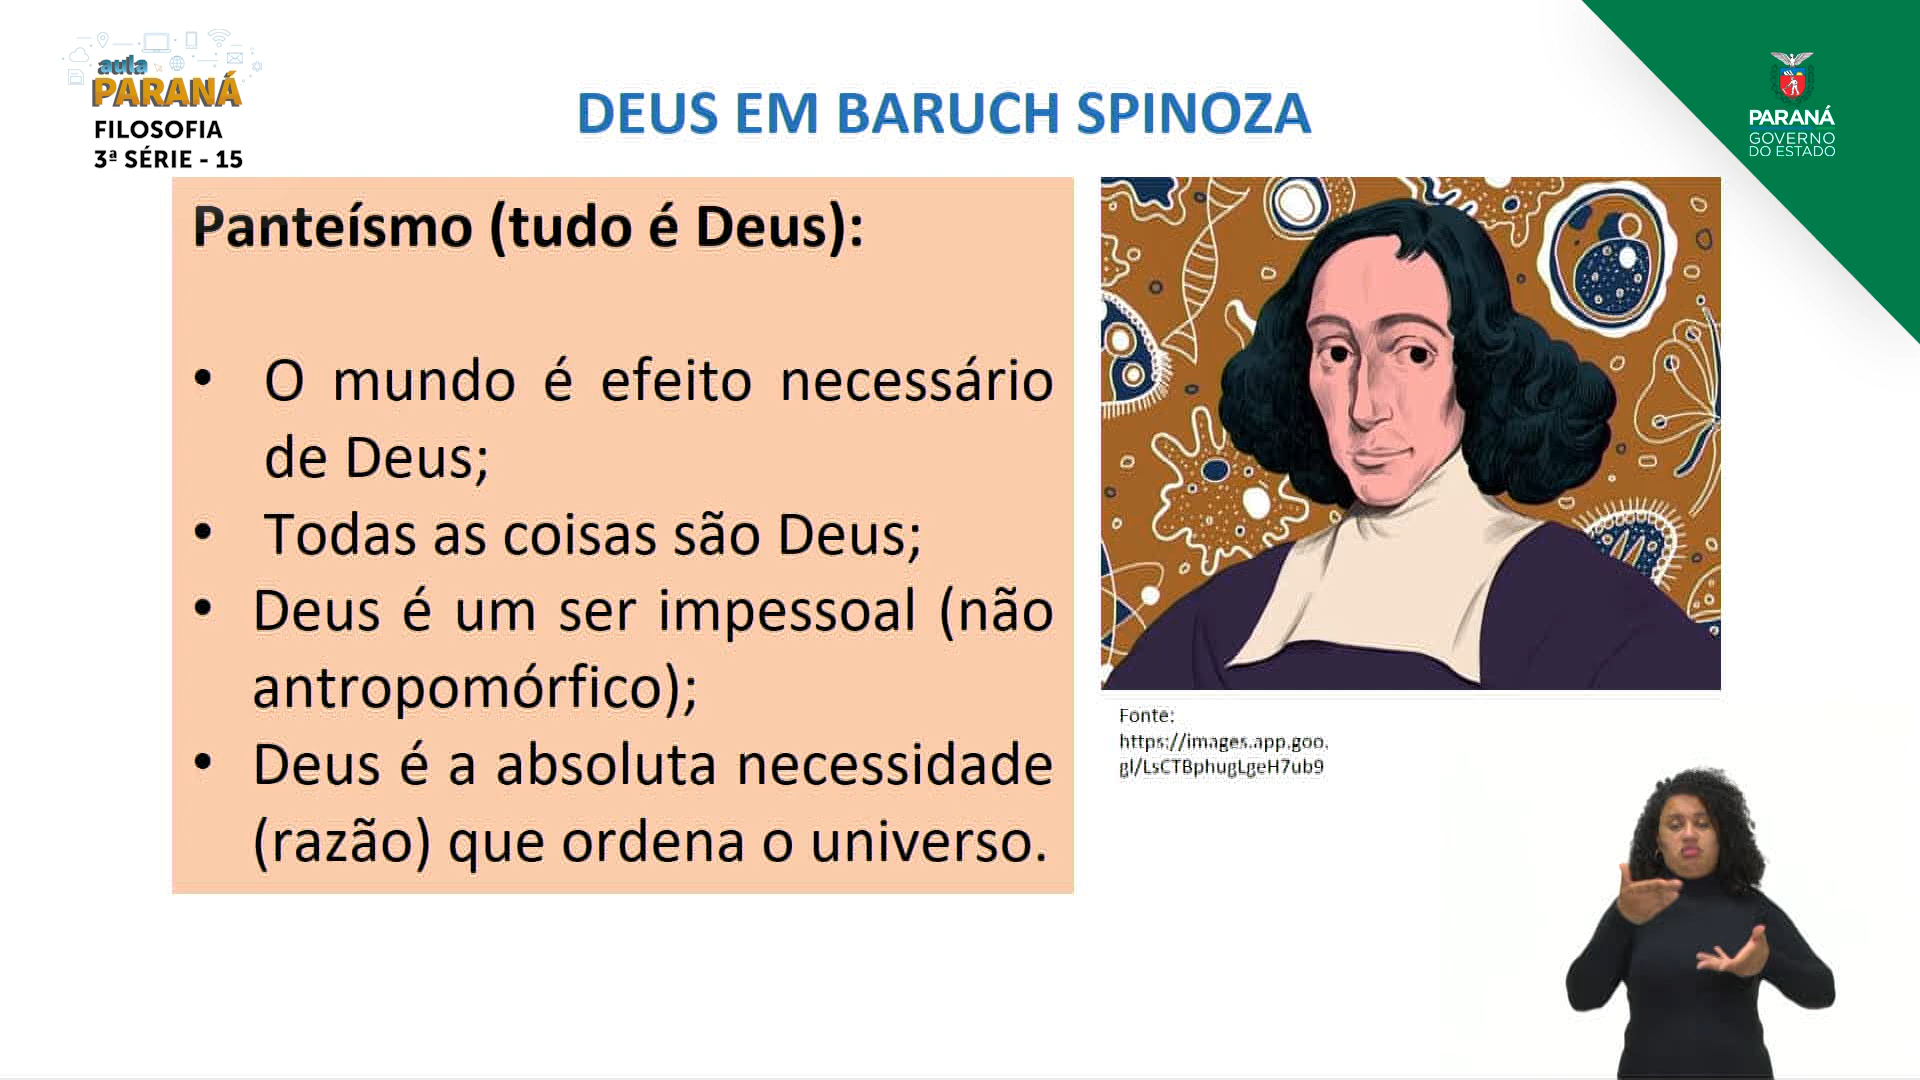 aula
PARANÁ
FILOSOFIA
3ª SÉRIE - 15
DEUS EM BARUCH SPINOZA
PARANÁ
GOVERNO
DO ESTADO
Panteísmo (tudo é Deus):
• O mundo é efeito necessário
de Deus;
• Todas as coisas são Deus;
• Deus é um ser impessoal (não
antropomórfico);
• Deus é a absoluta necessidade
(razão) que ordena o universo.
Fonte:
https://images.app.goo.
gl/LsCTBphugLgeH7ub9